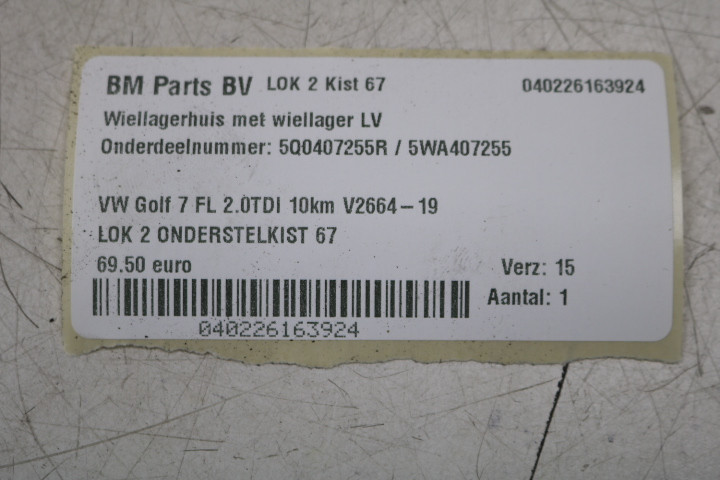 BM Parts BV LOK 2 Kist 67 040226163924
Wiellagerhuis met wiellager LV
Onderdeelnummer: 5Q0407255R / 5WA407255
VW Golf 7 FL 2.0TDI 10km V2664-19
LOK 2 ONDERSTELKIST 67
69.50 euro Verz: 15
Aantal: 1
040226163924